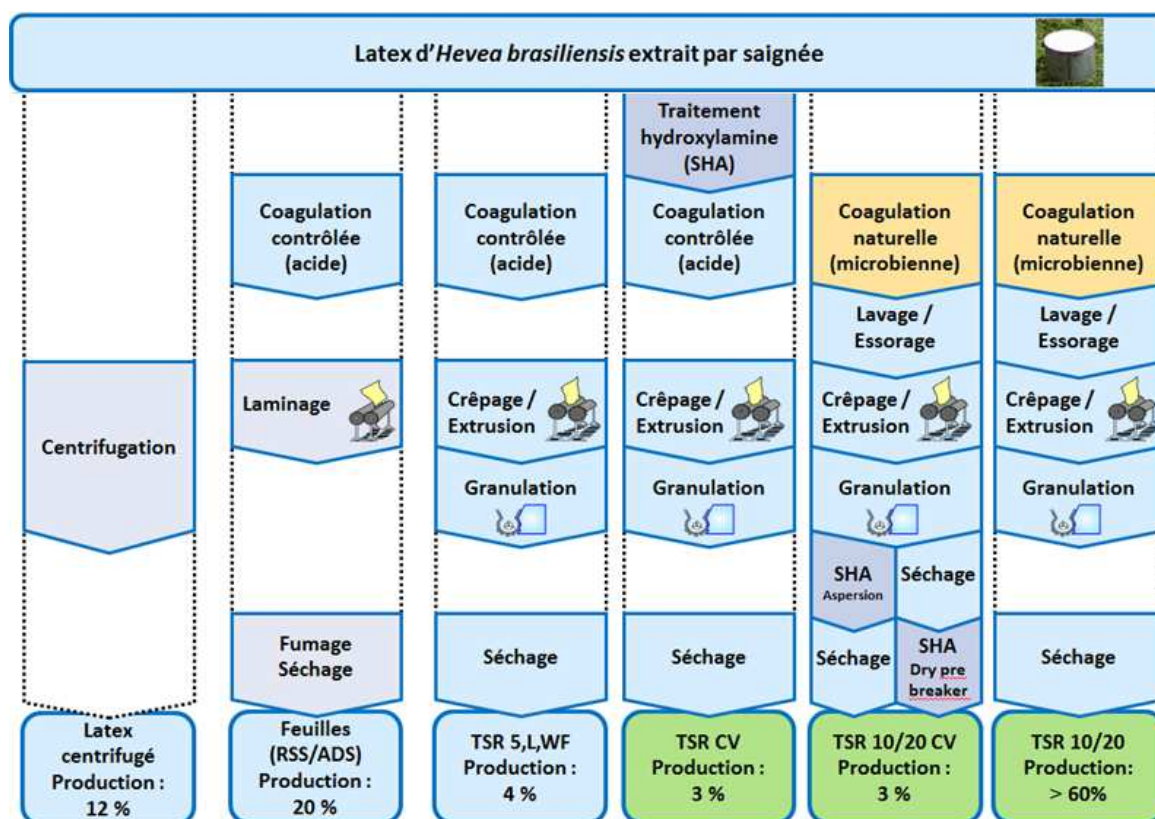 Latex d'Hevea brasiliensis extrait par saignée
Traitement
hydroxylamine
(SHA)
Coagulation
contrôlée
(acide)
Coagulation
contrôlée
(acide)
Coagulation
contrôlée
(acide)
Coagulation
naturelle
(microbienne)
Coagulation
naturelle
(microbienne)
Lavage /
Essorage
Lavage /
Essorage
Centrifugation
Laminage
Crêpage /
Extrusion
Crêpage /
Extrusion
Crêpage /
Extrusion
Crêpage /
Extrusion
Granulation
Granulation
Granulation
Granulation
SHA
Aspersion
Séchage
Fumage
Séchage
Séchage
Séchage
Séchage
SHA
Dry pre
breaker
Séchage
Latex
centrifugé
Production :
12 %
Feuilles
(RSS/ADS)
Production :
20 %
TSR 5,L,WF
Production :
4 %
TSR CV
Production :
3 %
TSR 10/20 CV
Production :
3 %
TSR 10/20
Production:
> 60%